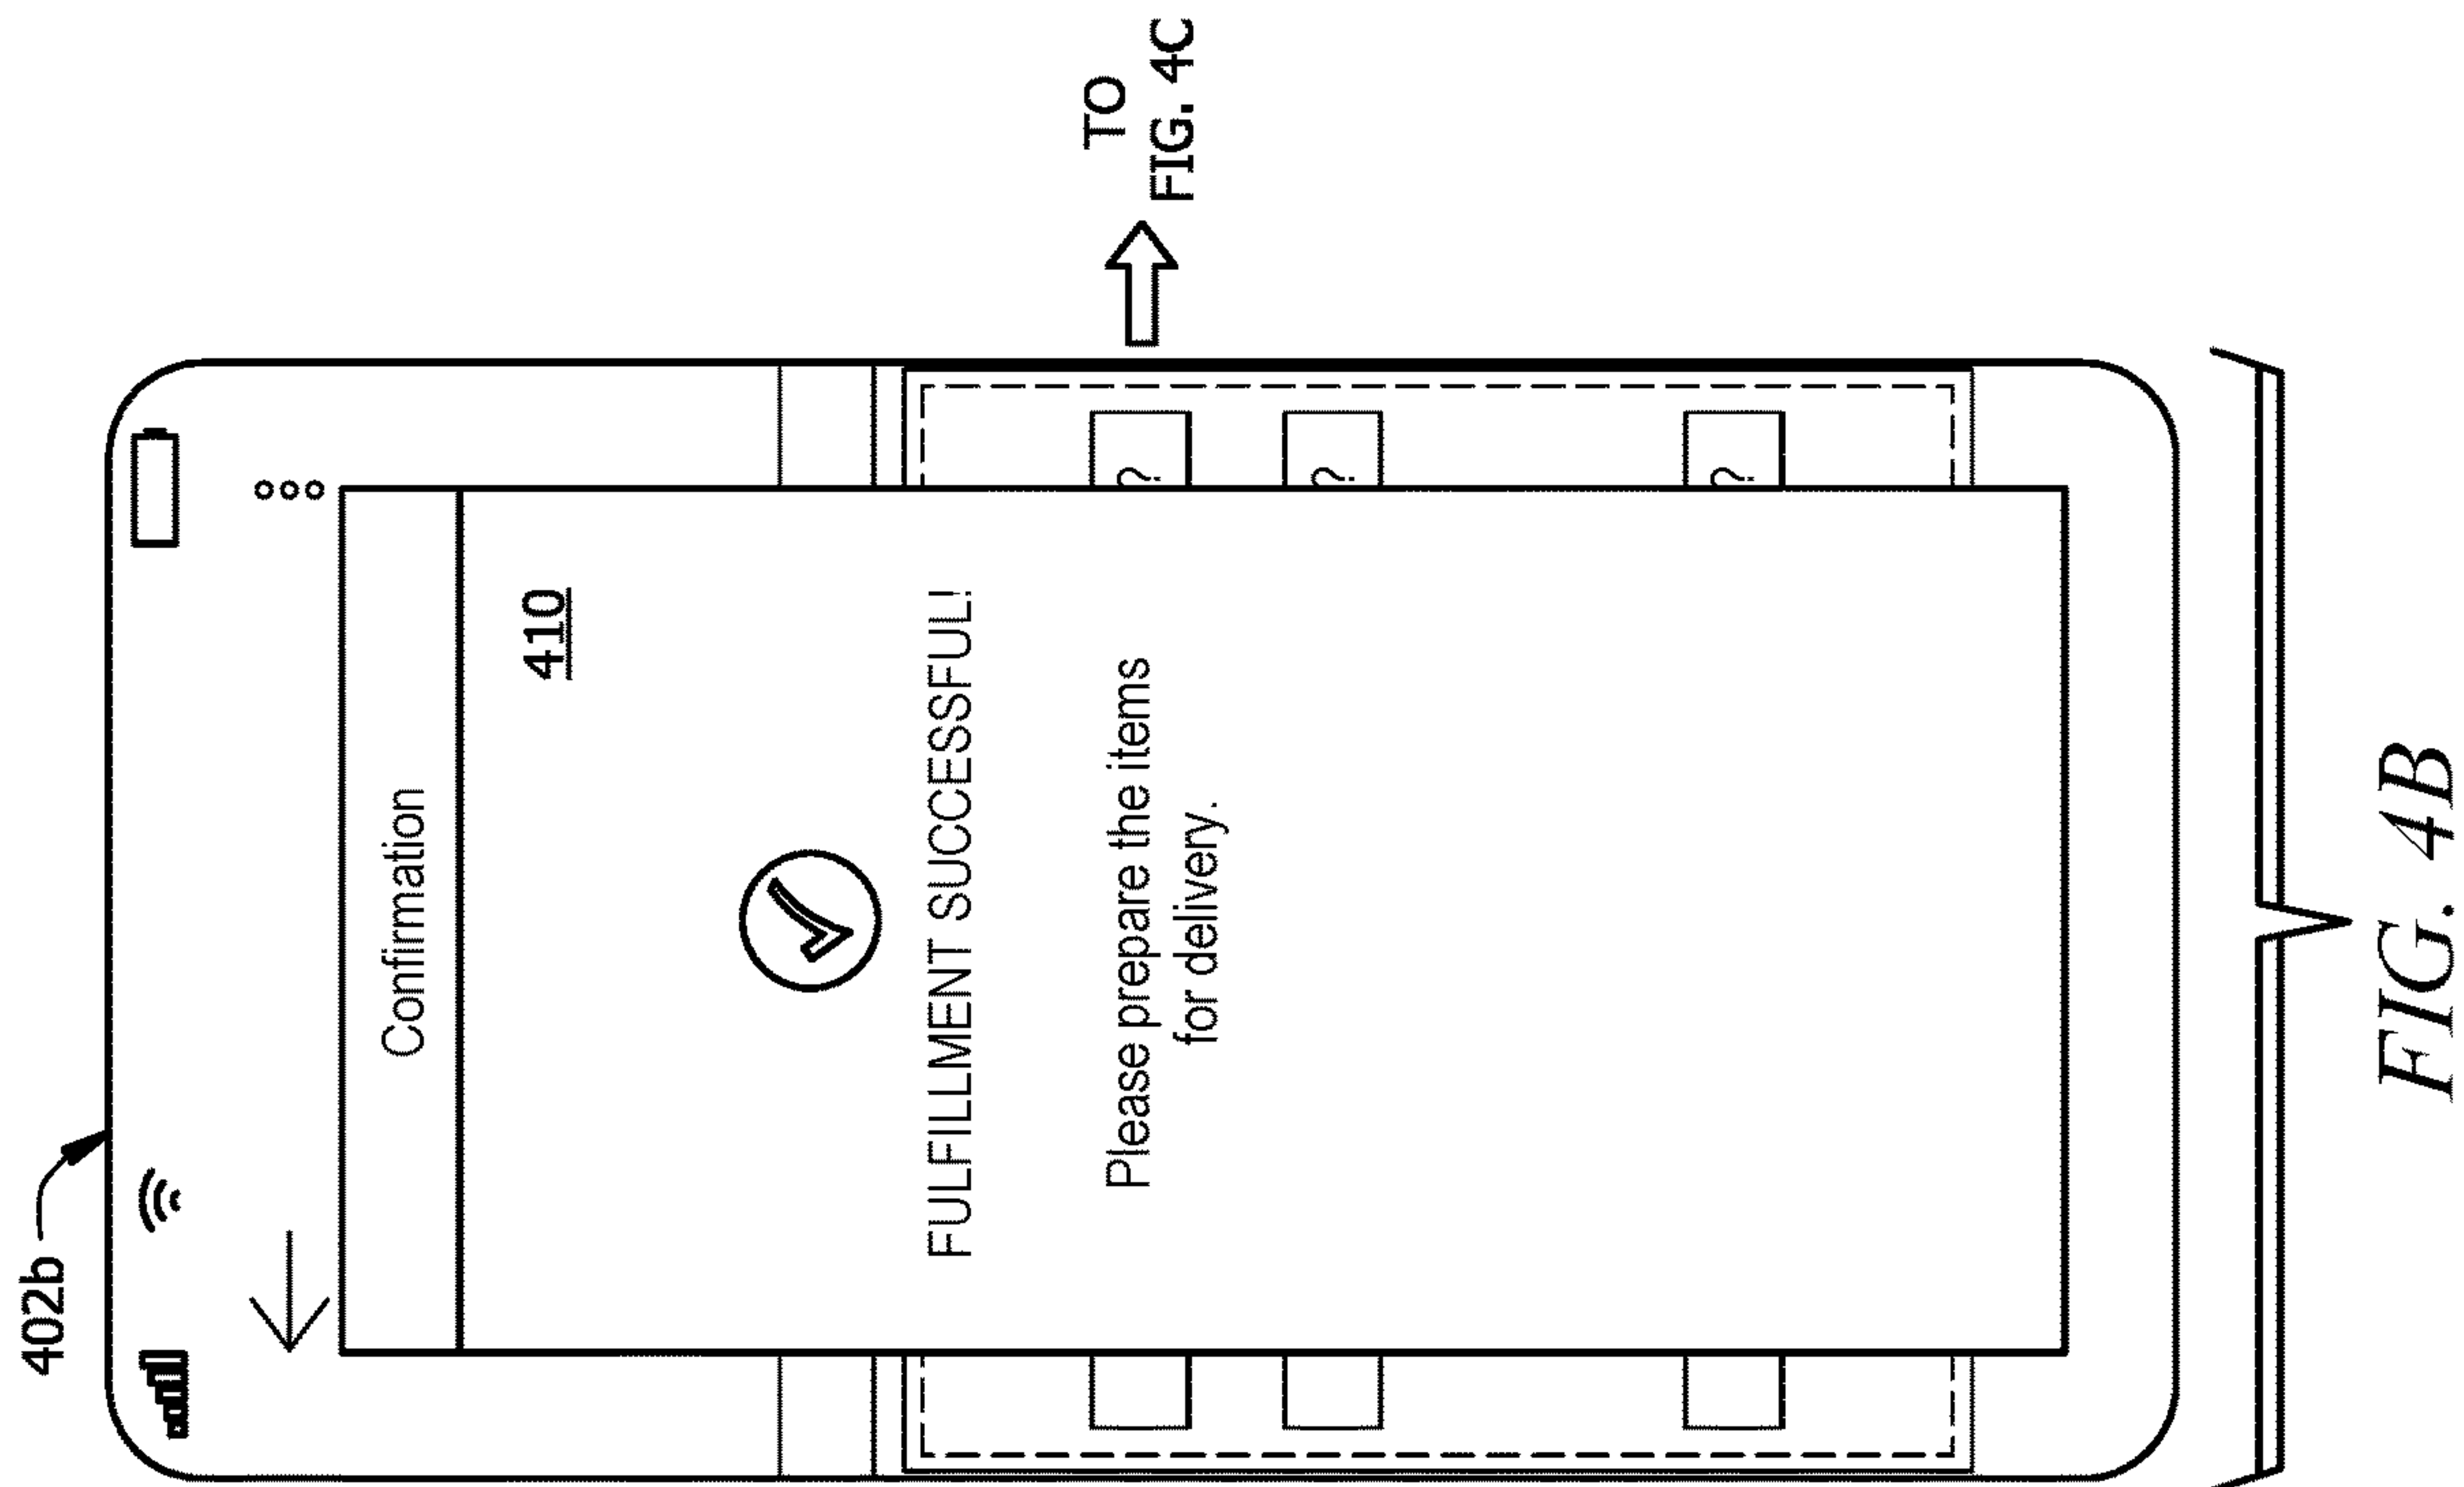 402b
Confirmation
410
FULFILLMENT SUCCESSFUL!
Please prepare the items
for delivery.
?
?
?
TO
FIG. 4C
FIG. 4B